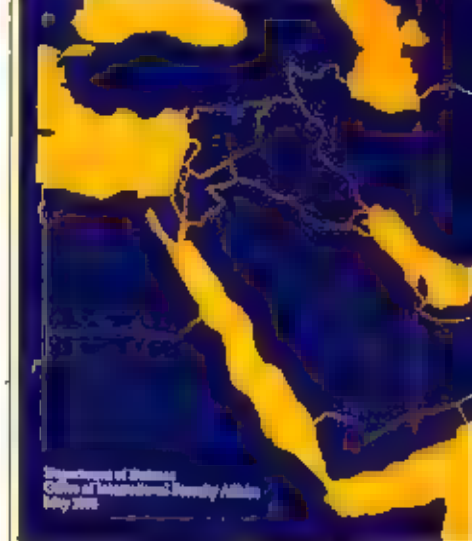 Department of Defense
Office of International Security Affairs
May